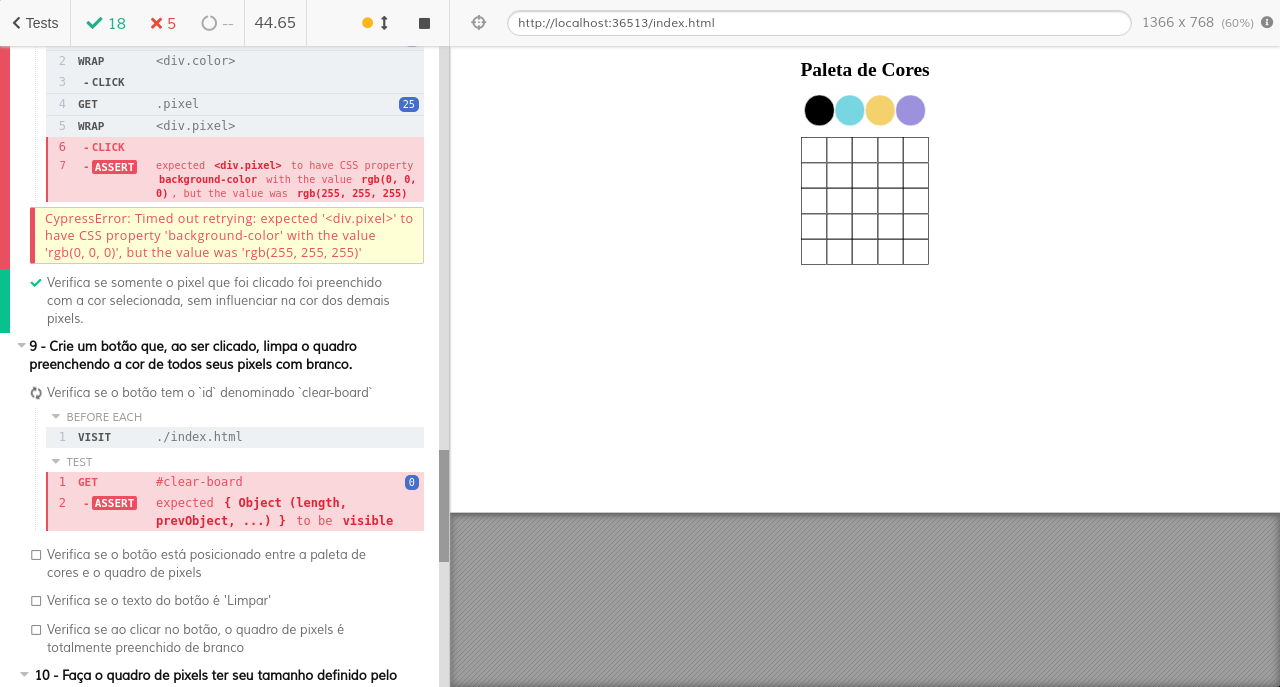 Tests
18
5
--
44.65
http://localhost:36513/index.html
1366 x 768 (60%)
2 WRAP <div.color>
3 - CLICK
4 GET .pixel 25
5 WRAP <div.pixel>
6 - CLICK
7 - ASSERT expected <div.pixel> to have CSS property
background-color with the value rgb(0, 0,
0), but the value was rgb(255, 255, 255)
CypressError: Timed out retrying: expected '<div.pixel>' to
have CSS property 'background-color' with the value
'rgb(0, 0, 0)', but the value was 'rgb(255, 255, 255)'
Verifica se somente o pixel que foi clicado foi preenchido
com a cor selecionada, sem influenciar na cor dos demais
pixels.
9 - Crie um botão que, ao ser clicado, limpa o quadro
preenchendo a cor de todos seus pixels com branco.
Verifica se o botão tem o `id` denominado `clear-board`
BEFORE EACH
1 VISIT ./index.html
TEST
1 GET #clear-board 0
2 - ASSERT expected { Object (length,
prevObject, ...) } to be visible
Verifica se o botão está posicionado entre a paleta de
cores e o quadro de pixels
Verifica se o texto do botão é 'Limpar'
Verifica se ao clicar no botão, o quadro de pixels é
totalmente preenchido de branco
10 - Faça o quadro de pixels ter seu tamanho definido pelo
Paleta de Cores